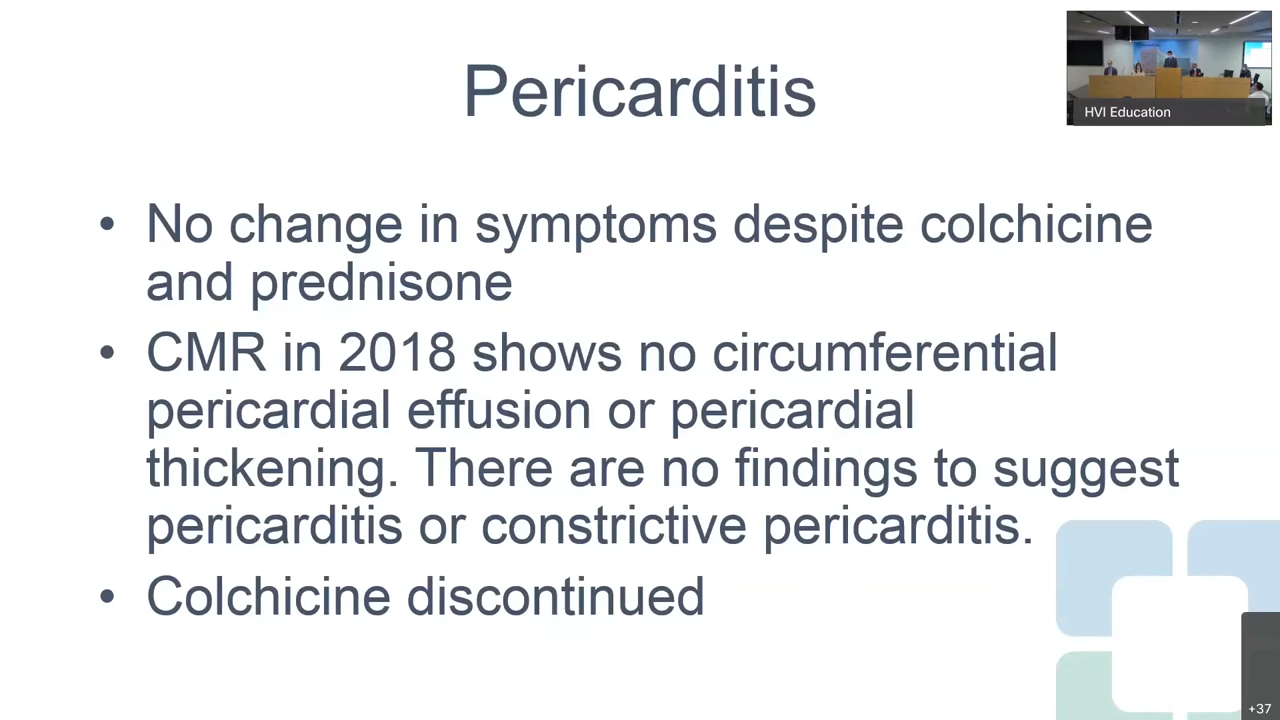 Pericarditis
HVI Education
• No change in symptoms despite colchicine
and prednisone
• CMR in 2018 shows no circumferential
pericardial effusion or pericardial
thickening. There are no findings to suggest
pericarditis or constrictive pericarditis.
• Colchicine discontinued
+37